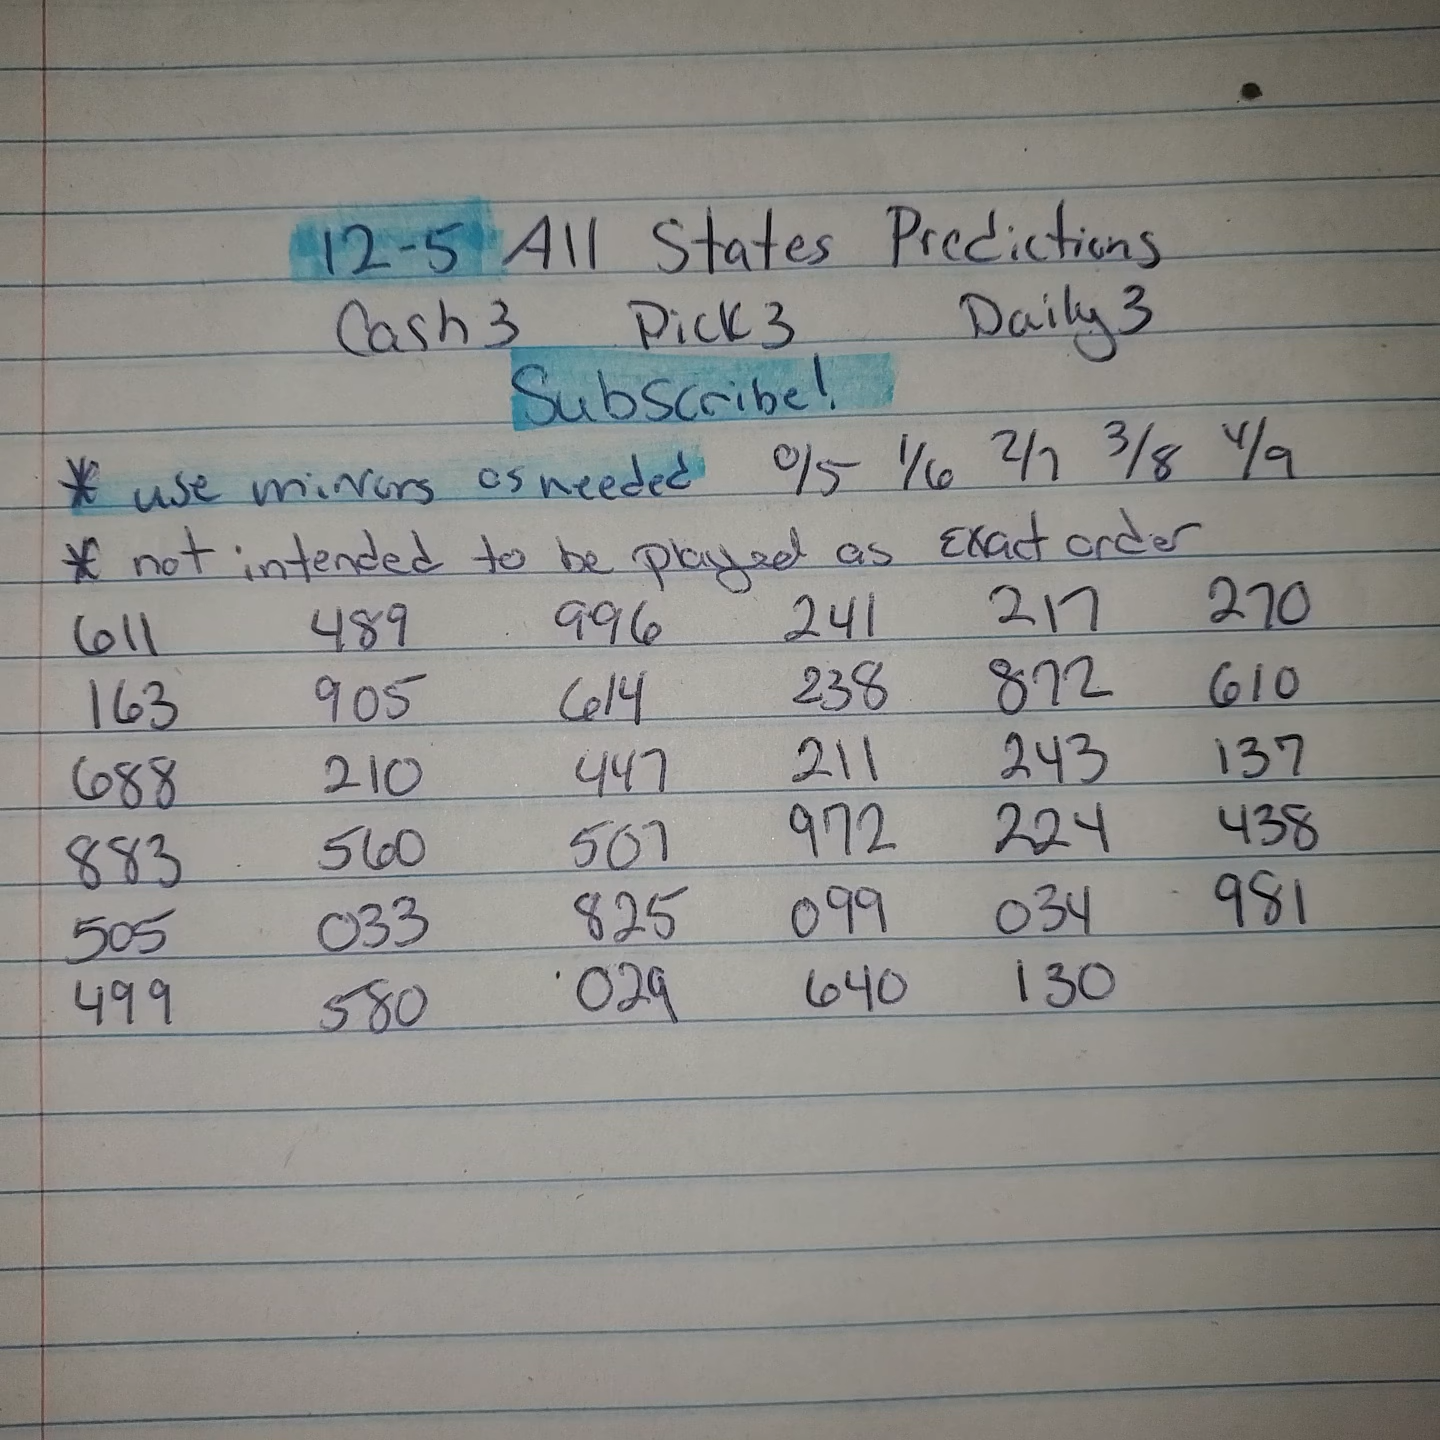 12-5 All States Predictions
Cash 3 Pick 3 Daily 3
Subscribe!
* use mirrors as needed 0/5 1/6 2/7 3/8 4/9
* not intended to be played as Exact order
611 489 996 241 217 270
163 905 614 238 872 610
688 210 447 211 243 137
883 560 507 972 224 438
505 033 825 099 034 981
499 580 029 640 130